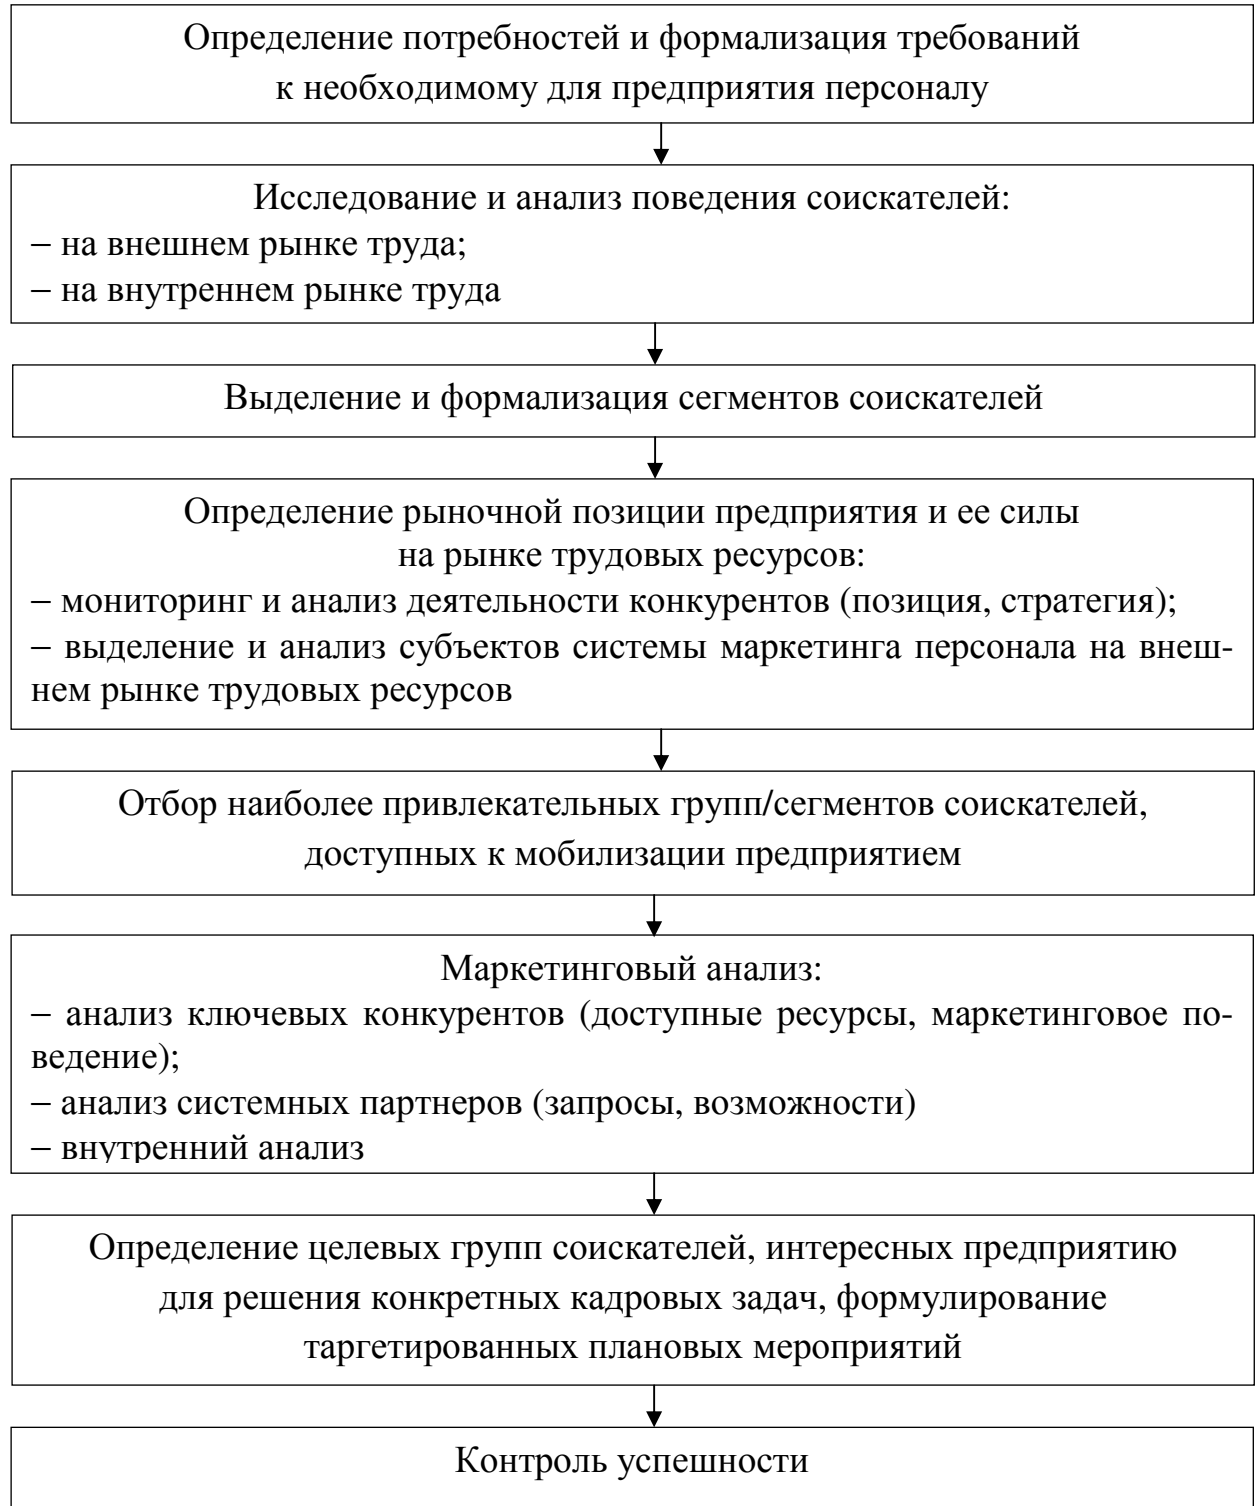 Определение потребностей и формализация требований
к необходимому для предприятия персоналу
Исследование и анализ поведения соискателей:
– на внешнем рынке труда;
– на внутреннем рынке труда
Выделение и формализация сегментов соискателей
Определение рыночной позиции предприятия и ее силы
на рынке трудовых ресурсов:
– мониторинг и анализ деятельности конкурентов (позиция, стратегия);
– выделение и анализ субъектов системы маркетинга персонала на внеш-
нем рынке трудовых ресурсов
Отбор наиболее привлекательных групп/сегментов соискателей,
доступных к мобилизации предприятием
Маркетинговый анализ:
– анализ ключевых конкурентов (доступные ресурсы, маркетинговое по-
ведение);
– анализ системных партнеров (запросы, возможности)
– внутренний анализ
Определение целевых групп соискателей, интересных предприятию
для решения конкретных кадровых задач, формулирование
таргетированных плановых мероприятий
Контроль успешности